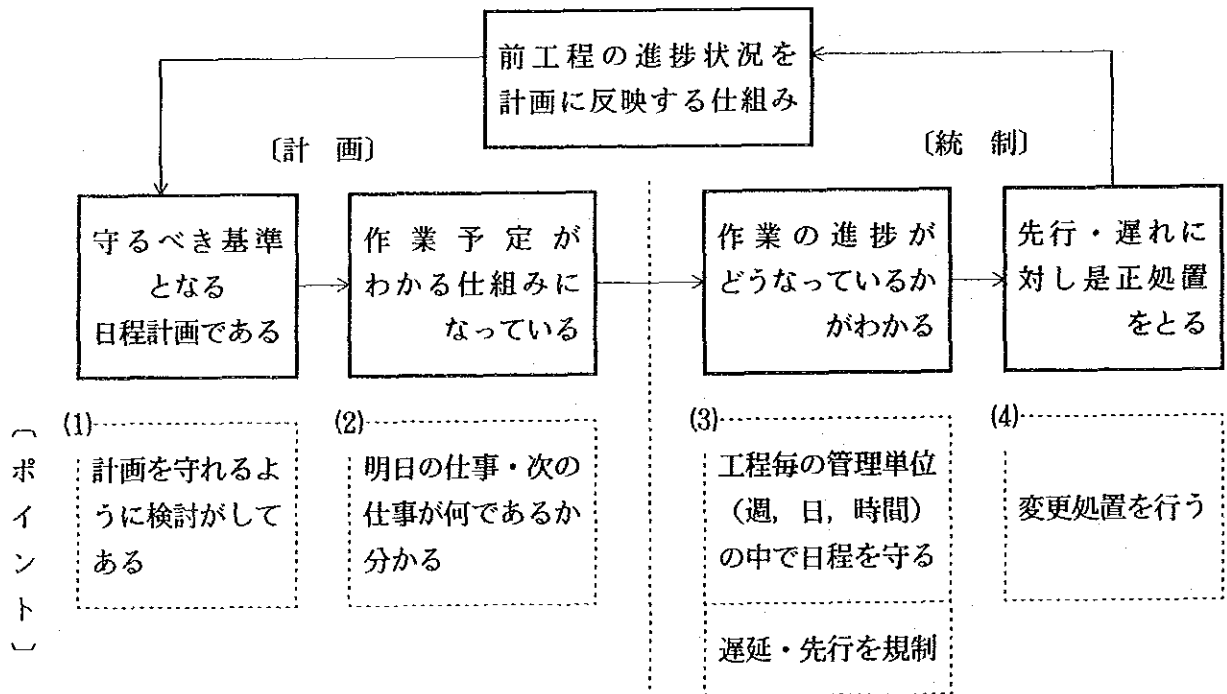 前工程の進捗状況を
計画に反映する仕組み
〔計　画〕
〔統　制〕
守るべき基準
となる
日程計画である
作業予定が
わかる仕組みに
なっている
作業の進捗が
どうなっているか
がわかる
先行・遅れに
対し是正処置
をとる
〔ポイント〕
(1)
計画を守れるよ
うに検討がして
ある
(2)
明日の仕事・次の
仕事が何であるか
分かる
(3)
工程毎の管理単位
（週，日，時間）
の中で日程を守る
遅延・先行を規制
(4)
変更処置を行う